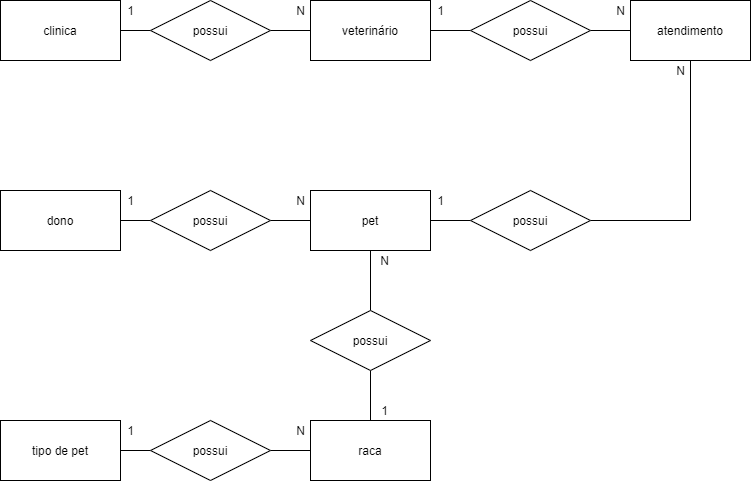 clinica 1 possui N veterinário 1 possui N atendimento
N
dono 1 possui N pet 1 possui
N
possui
1
tipo de pet 1 possui N raca